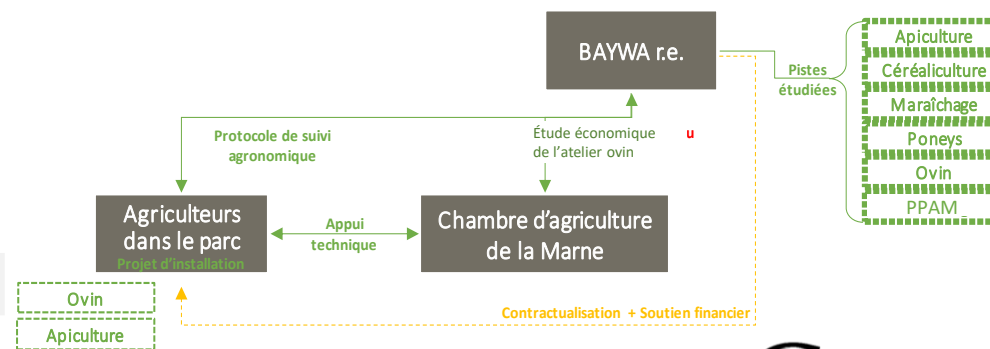 BAYWA r.e.
Pistes
étudiées
Apiculture
Céréaliculture
Maraîchage
Poneys
Ovin
PPAM_
Protocole de suivi
agronomique
Étude économique u
de l’atelier ovin
Agriculteurs
dans le parc
Projet d’installation
Appui
technique
Chambre d’agriculture
de la Marne
Ovin
Apiculture
Contractualisation + Soutien financier